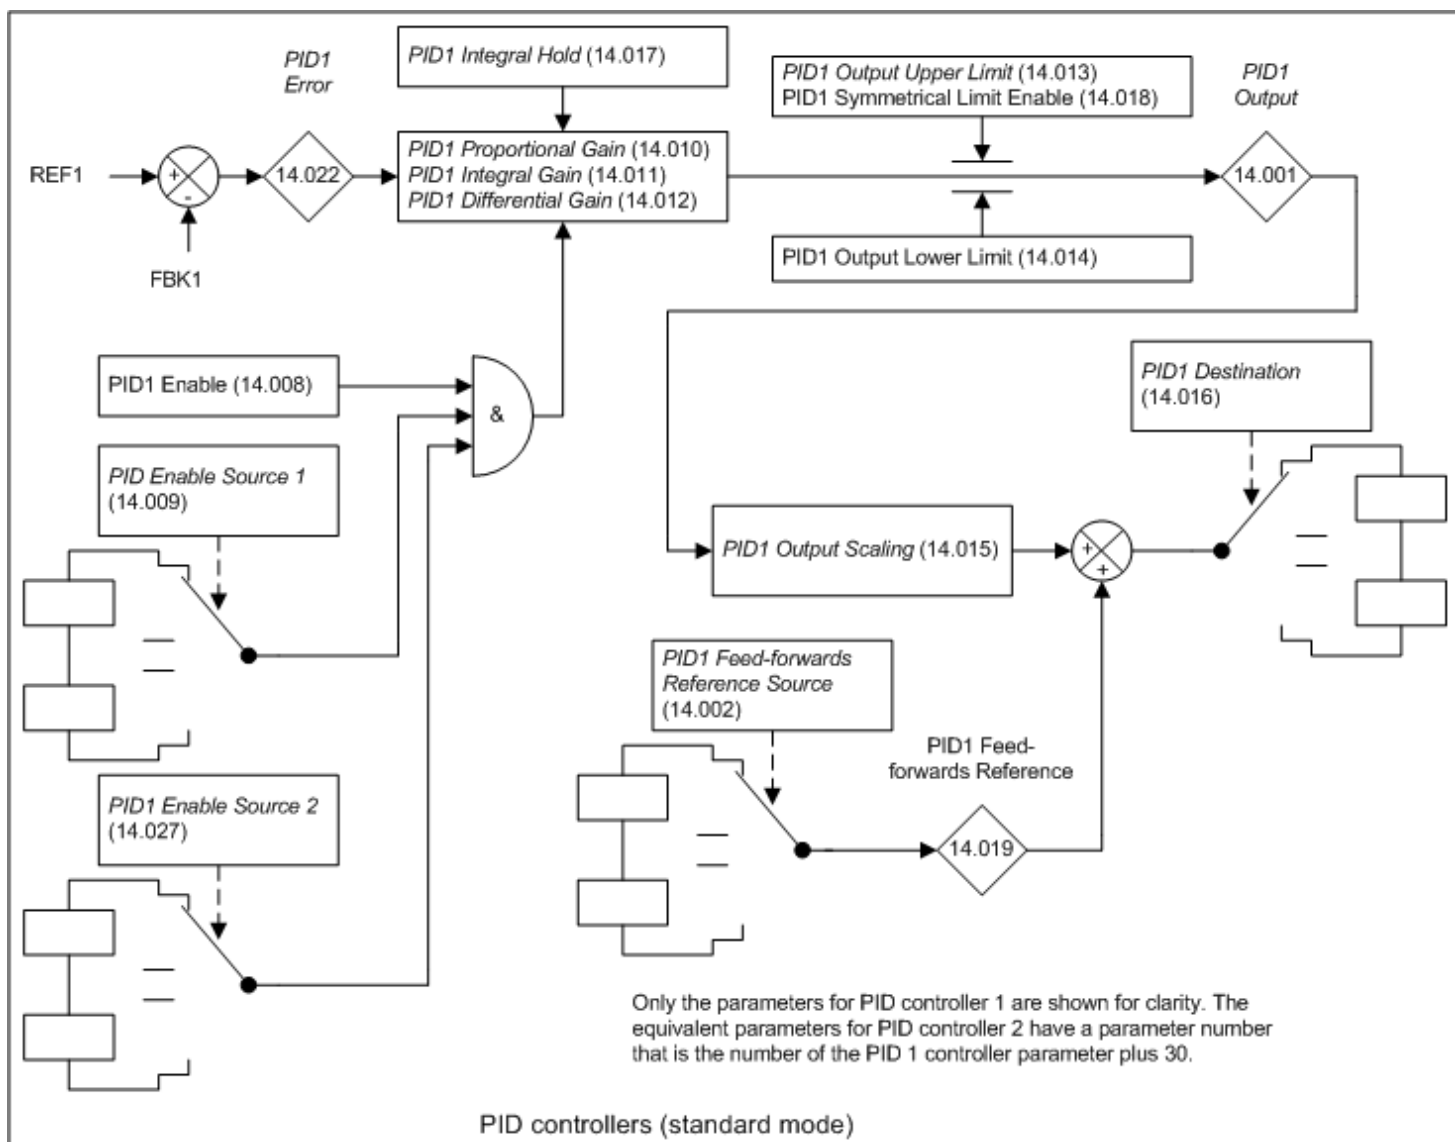 PID1
Error
PID1 Integral Hold (14.017)
PID1 Output Upper Limit (14.013)
PID1 Symmetrical Limit Enable (14.018)
PID1
Output
REF1
+
-
14.022
PID1 Proportional Gain (14.010)
PID1 Integral Gain (14.011)
PID1 Differential Gain (14.012)
14.001
FBK1
PID1 Output Lower Limit (14.014)
PID1 Enable (14.008)
&
PID1 Destination
(14.016)
PID Enable Source 1
(14.009)
PID1 Output Scaling (14.015)
+
+
PID1 Feed-forwards
Reference Source
(14.002)
PID1 Feed-
forwards Reference
14.019
PID1 Enable Source 2
(14.027)
Only the parameters for PID controller 1 are shown for clarity. The
equivalent parameters for PID controller 2 have a parameter number
that is the number of the PID 1 controller parameter plus 30.
PID controllers (standard mode)